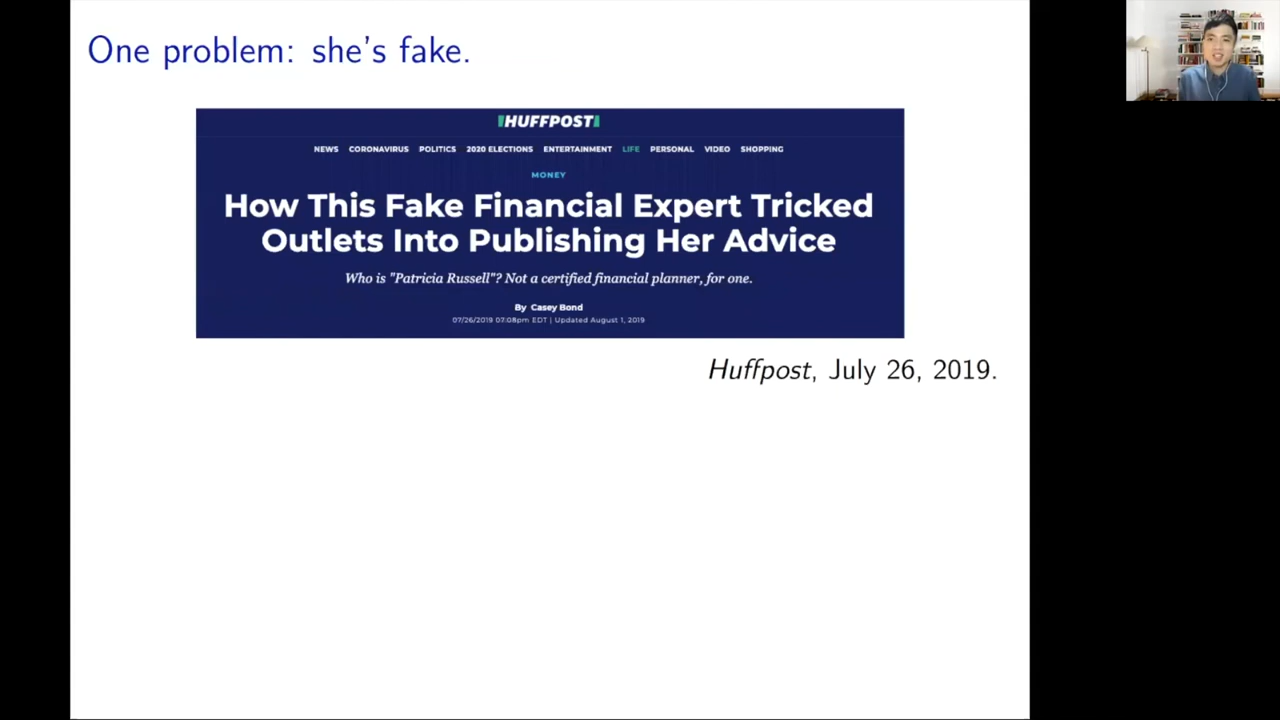 One problem: she's fake.
HUFFPOST
NEWS CORONAVIRUS POLITICS 2020 ELECTIONS ENTERTAINMENT LIFE PERSONAL VIDEO SHOPPING
MONEY
How This Fake Financial Expert Tricked
Outlets Into Publishing Her Advice
Who is "Patricia Russell"? Not a certified financial planner, for one.
By Casey Bond
07/26/2019 07:08pm EDT | Updated August 1, 2019
Huffpost, July 26, 2019.